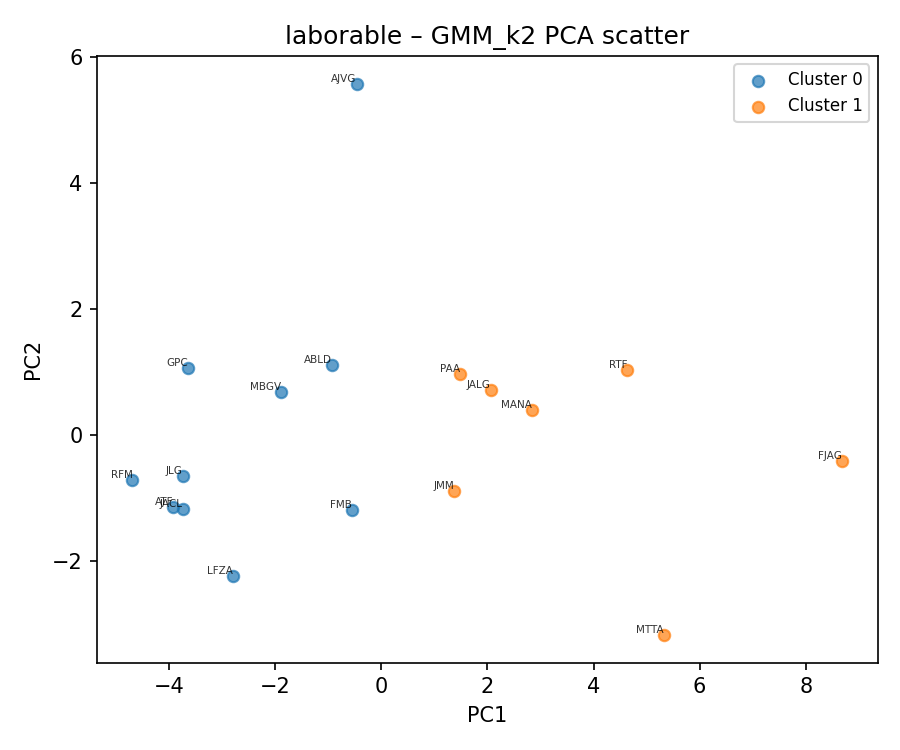 laborable – GMM_k2 PCA scatter
6
4
2
0
−2
PC2
AJVG
Cluster 0
Cluster 1
GPC
ABLD
MBGV
PAA
JALG
MANA
RTF
FJAG
RFM
JLG
JACL
FMB
JMM
LFZA
MTTA
−4
−2
0
2
4
6
8
PC1